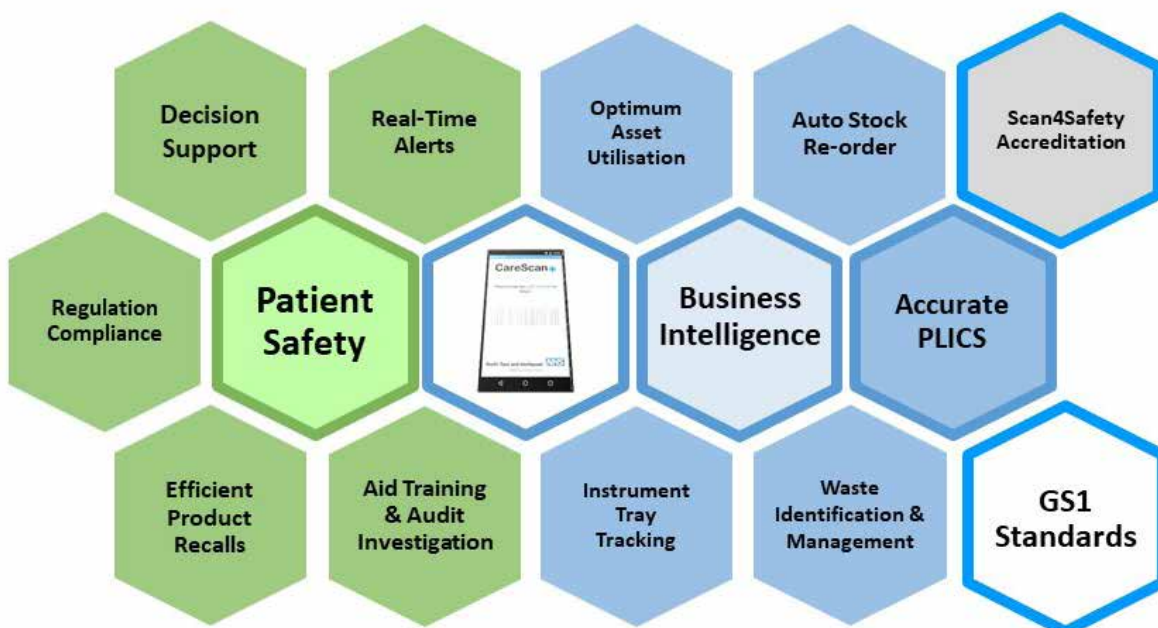 Decision
Support
Real-Time
Alerts
Optimum
Asset
Utilisation
Auto Stock
Re-order
Scan4Safety
Accreditation
Regulation
Compliance
Patient
Safety
CareScan+
NHS
Business
Intelligence
Accurate
PLICS
Efficient
Product
Recalls
Aid Training
& Audit
Investigation
Instrument
Tray
Tracking
Waste
Identification &
Management
GS1
Standards